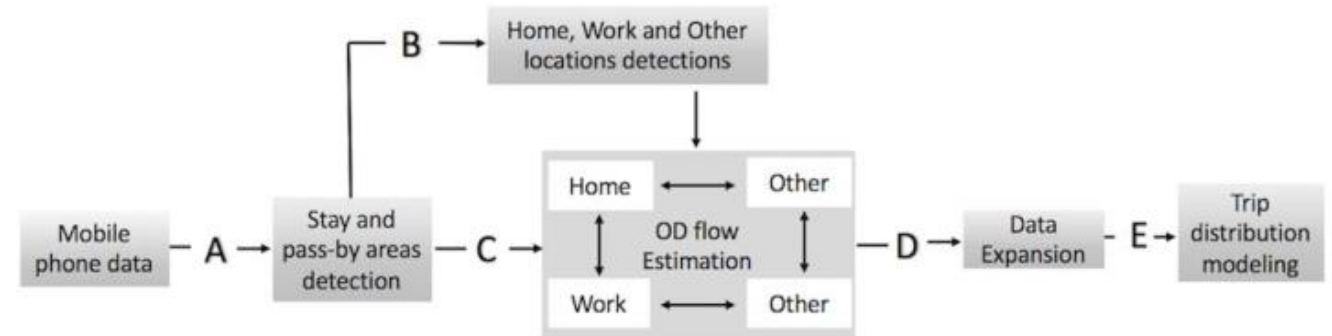 B
Home, Work and Other
locations detections
Home
Other
Mobile
phone data
A
Stay and
pass-by areas
detection
C
OD flow
Estimation
D
Data
Expansion
E
Trip
distribution
modeling
Work
Other